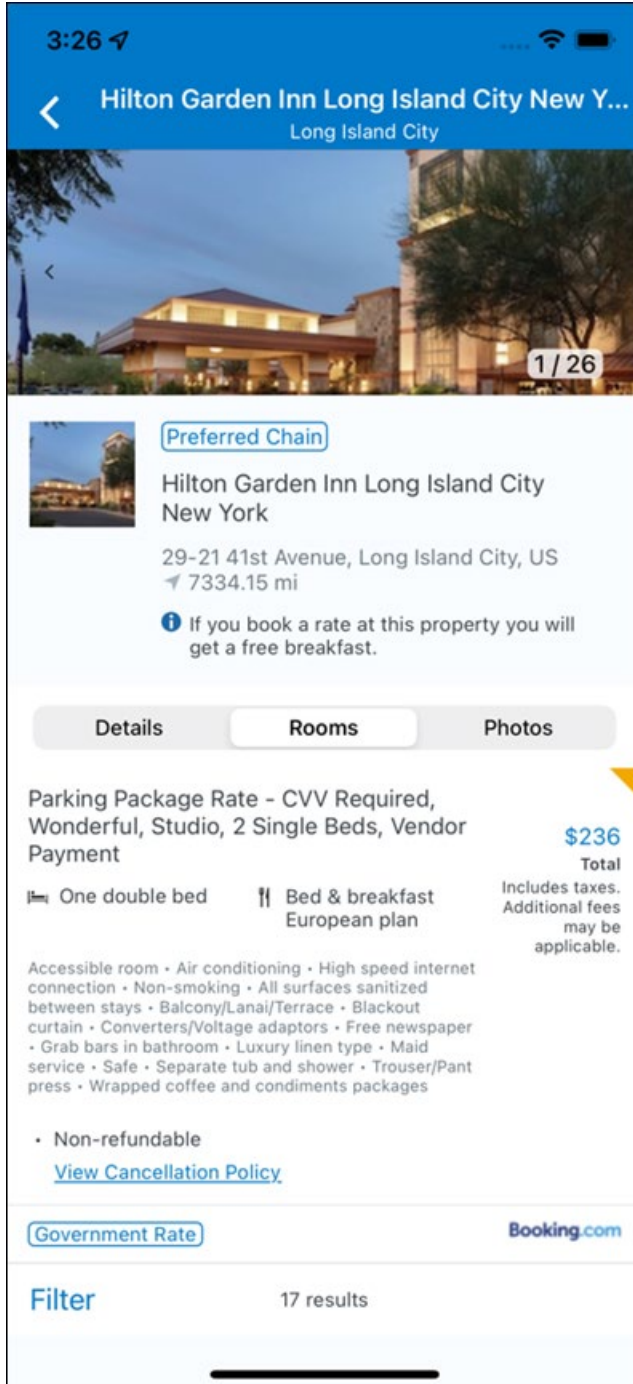 3:26
Hilton Garden Inn Long Island City New Y...
Long Island City
1 / 26
Preferred Chain
Hilton Garden Inn Long Island City
New York
29-21 41st Avenue, Long Island City, US
7334.15 mi
If you book a rate at this property you will
get a free breakfast.
Details Rooms Photos
Parking Package Rate - CVV Required,
Wonderful, Studio, 2 Single Beds, Vendor
Payment
$236
Total
Includes taxes.
Additional fees
may be
applicable.
One double bed
Bed & breakfast
European plan
Accessible room • Air conditioning • High speed internet
connection • Non-smoking • All surfaces sanitized
between stays • Balcony/Lanai/Terrace • Blackout
curtain • Converters/Voltage adaptors • Free newspaper
• Grab bars in bathroom • Luxury linen type • Maid
service • Safe • Separate tub and shower • Trouser/Pant
press • Wrapped coffee and condiments packages
• Non-refundable
View Cancellation Policy
Government Rate
Booking.com
Filter
17 results